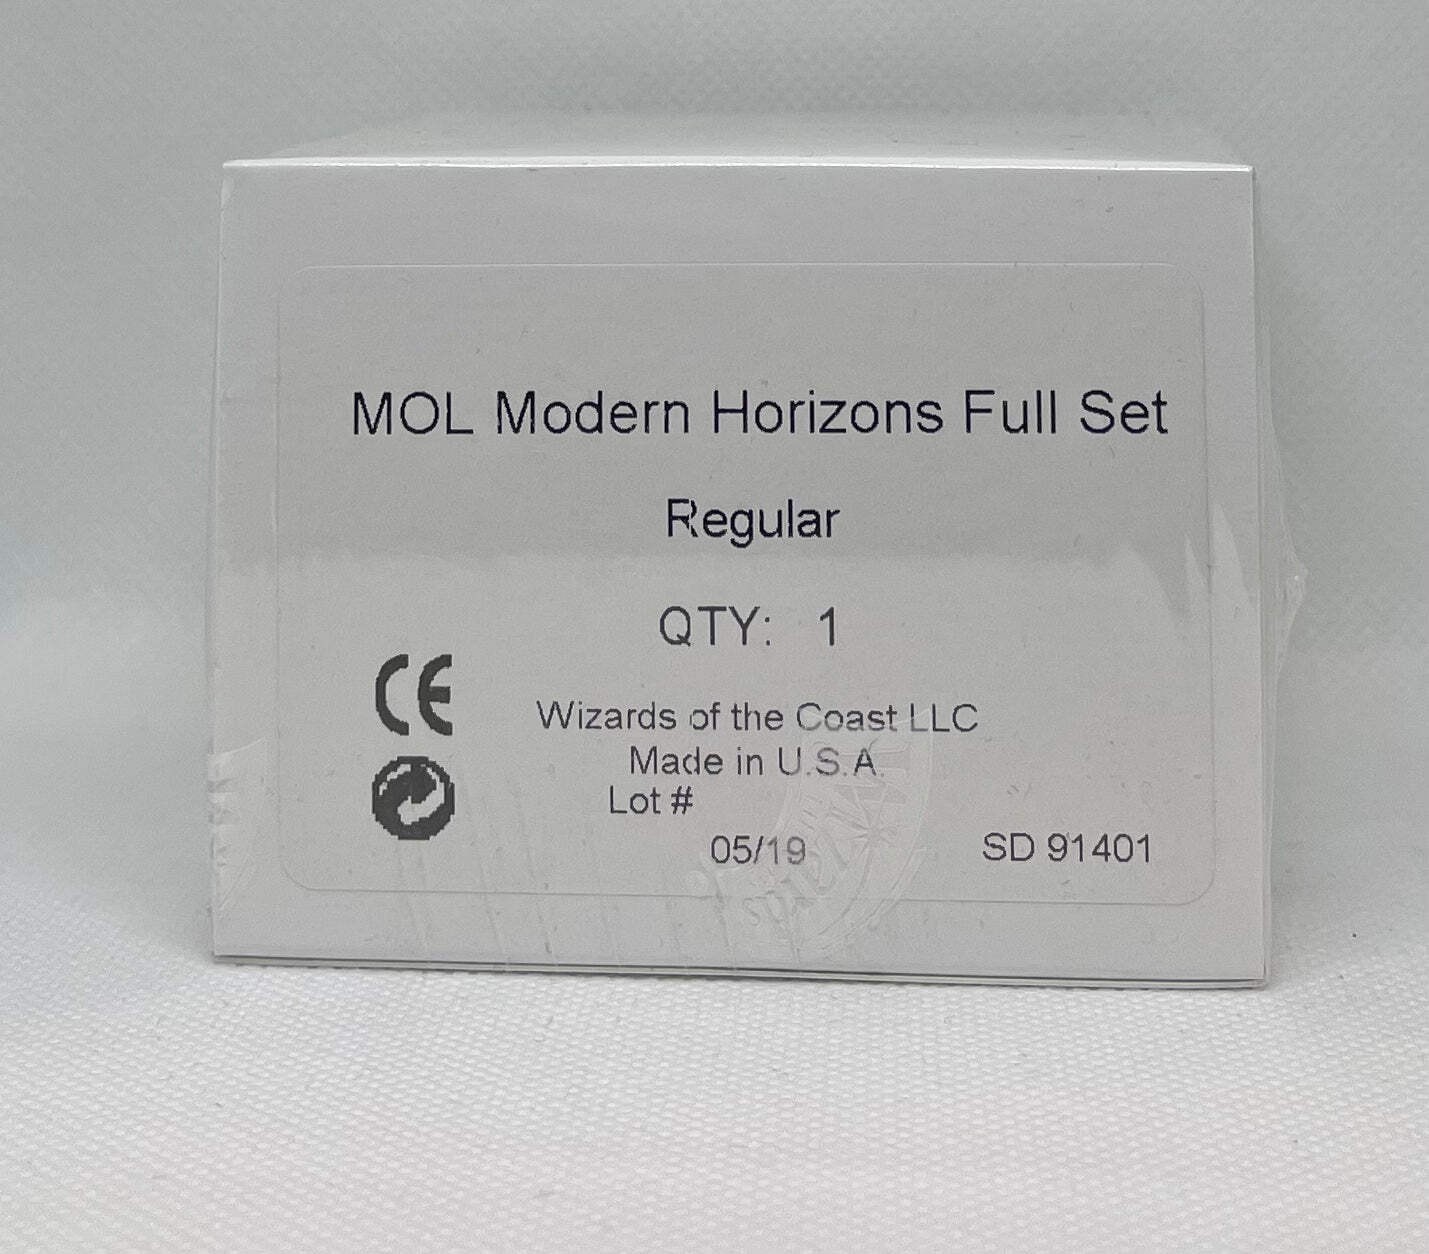 MOL Modern Horizons Full Set
Regular
QTY: 1
CE
Wizards of the Coast LLC
Made in U.S.A.
Lot #
05/19
SD 91401